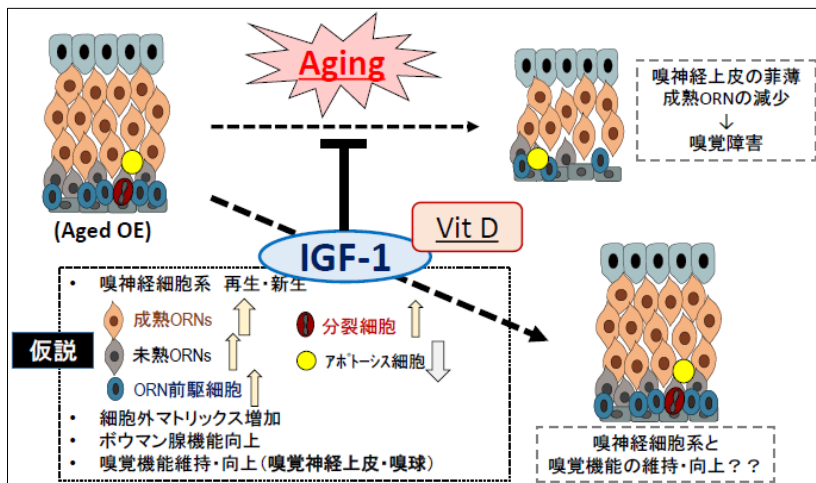 Aging
嗅神経上皮の菲薄
成熟ORNの減少
↓
嗅覚障害
(Aged OE)
Vit D
IGF-1
仮説
• 嗅神経細胞系 再生・新生
成熟ORNs
分裂細胞
未熟ORNs
ｱﾎﾟﾄｰｼｽ細胞
ORN前駆細胞
• 細胞外マトリックス増加
• ボウマン腺機能向上
• 嗅覚機能維持・向上（嗅覚神経上皮・嗅球）
嗅神経細胞系と
嗅覚機能の維持・向上？？